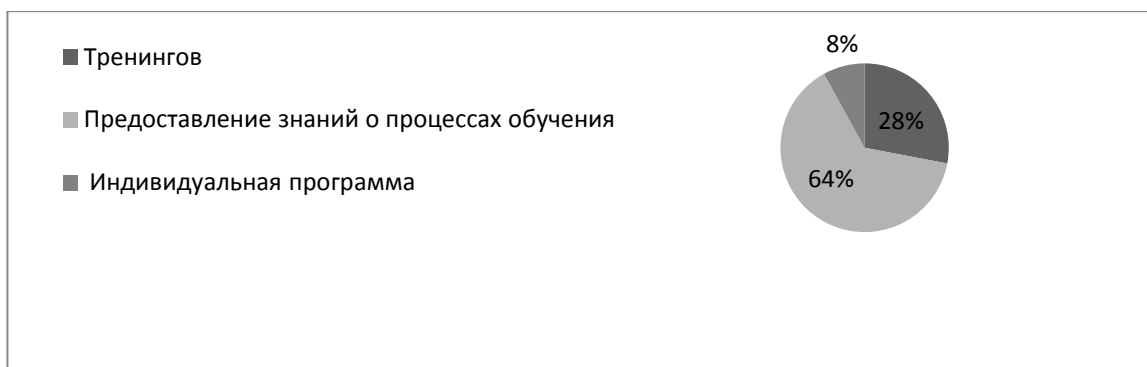 Тренингов
Предоставление знаний о процессах обучения
Индивидуальная программа
8%
28%
64%